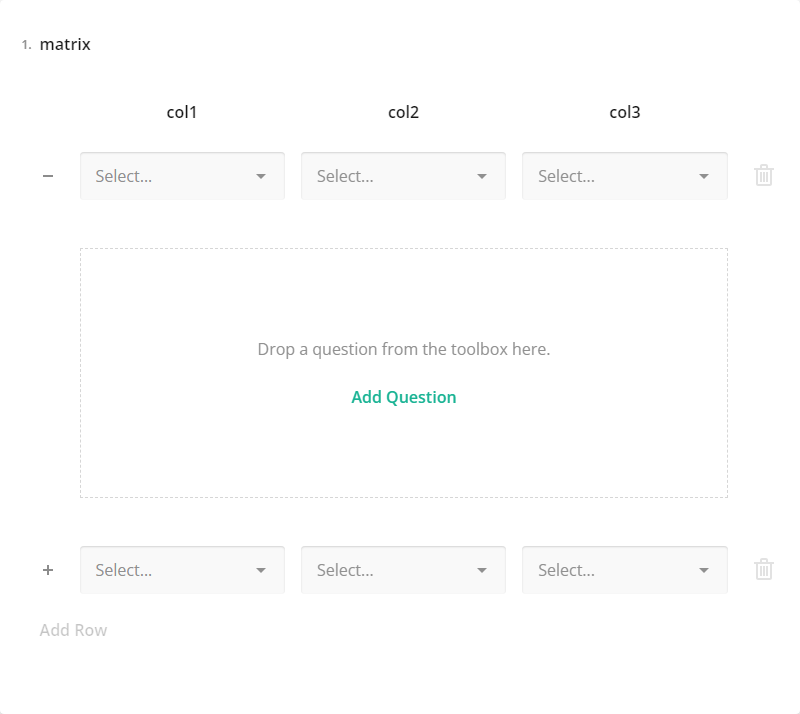 1. matrix
col1 col2 col3
Select... Select... Select...
Drop a question from the toolbox here.
Add Question
Select... Select... Select...
Add Row